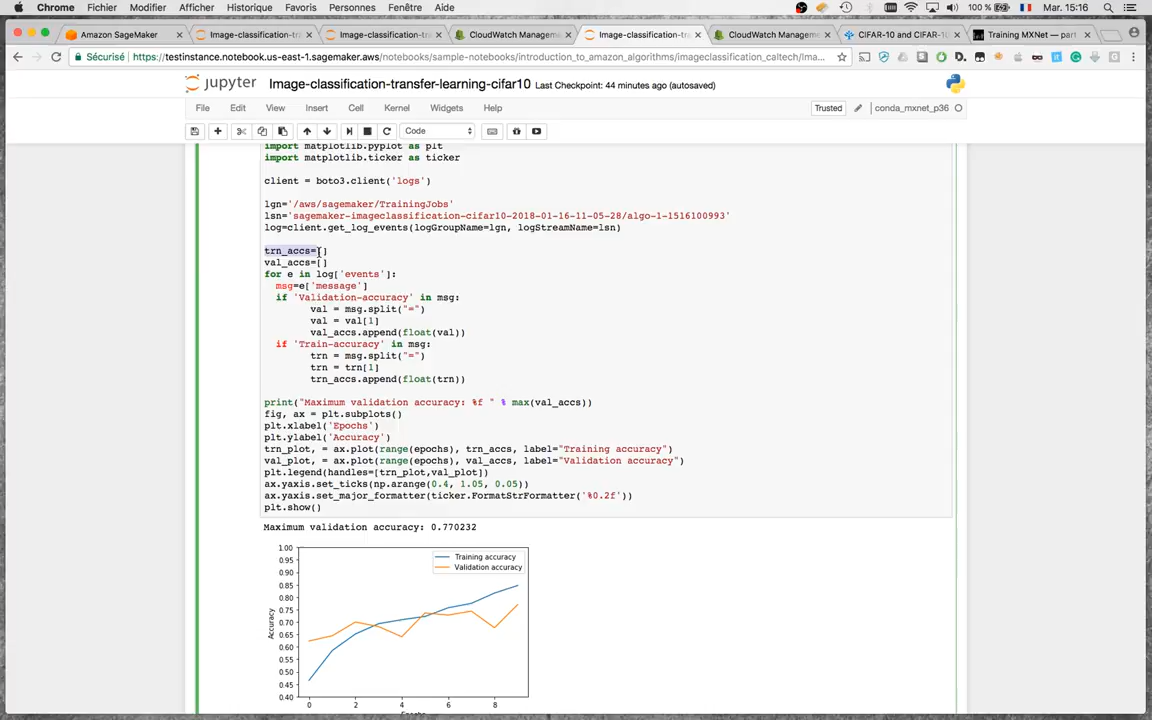 Chrome Fichier Modifier Afficher Historique Favoris Personnes Fenêtre Aide 100 % Mar. 15:16
Amazon SageMaker Image-classification-tr Image-classification-tr CloudWatch Manageme Image-classification-tr CloudWatch Manageme CIFAR-10 and CIFAR-10 Training MXNet — part
Sécurisé https://testinstance.notebook.us-east-1.sagemaker.aws/notebooks/sample-notebooks/introduction_to_amazon_algorithms/imageclassification_caltech/Ima...
jupyter Image-classification-transfer-learning-cifar10 Last Checkpoint: 44 minutes ago (autosaved)
File Edit View Insert Cell Kernel Widgets Help Trusted conda_mxnet_p36
Code
import matplotlib.pyplot as plt
import matplotlib.ticker as ticker
client = boto3.client('logs')
lgn='/aws/sagemaker/TrainingJobs'
lsn='sagemaker-imageclassification-cifar10-2018-01-16-11-05-28/algo-1-1516100993'
log=client.get_log_events(logGroupName=lgn, logStreamName=lsn)
trn_accs=[]
val_accs=[]
for e in log['events']:
msg=e['message']
if 'Validation-accuracy' in msg:
val = msg.split("=")
val = val[1]
val_accs.append(float(val))
if 'Train-accuracy' in msg:
trn = msg.split("=")
trn = trn[1]
trn_accs.append(float(trn))
print("Maximum validation accuracy: %f " % max(val_accs))
fig, ax = plt.subplots()
plt.xlabel('Epochs')
plt.ylabel('Accuracy')
trn_plot, = ax.plot(range(epochs), trn_accs, label="Training accuracy")
val_plot, = ax.plot(range(epochs), val_accs, label="Validation accuracy")
plt.legend(handles=[trn_plot,val_plot])
ax.yaxis.set_ticks(np.arange(0.4, 1.05, 0.05))
ax.yaxis.set_major_formatter(ticker.FormatStrFormatter('%0.2f'))
plt.show()
Maximum validation accuracy: 0.770232
Training accuracy
Validation accuracy
1.00
0.95
0.90
0.85
0.80
0.75
0.70
0.65
0.60
0.55
0.50
0.45
0.40
Accuracy
0 2 4 6 8